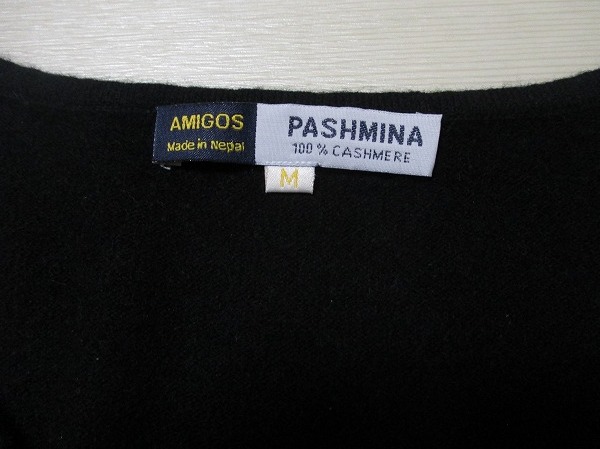 AMIGOS
Made in Nepal
PASHMINA
100% CASHMERE
M